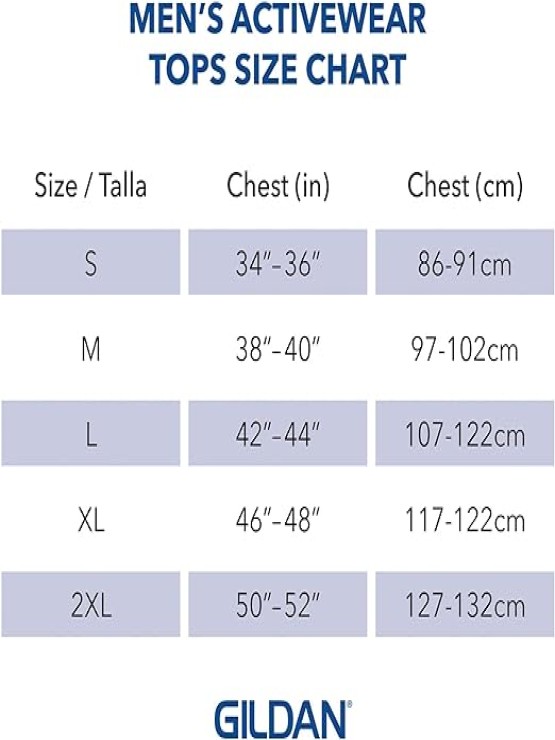 MEN’S ACTIVEWEAR
TOPS SIZE CHART
Size / Talla Chest (in) Chest (cm)
S 34”–36” 86-91cm
M 38”–40” 97-102cm
L 42”–44” 107-122cm
XL 46”–48” 117-122cm
2XL 50”–52” 127-132cm
GILDAN®